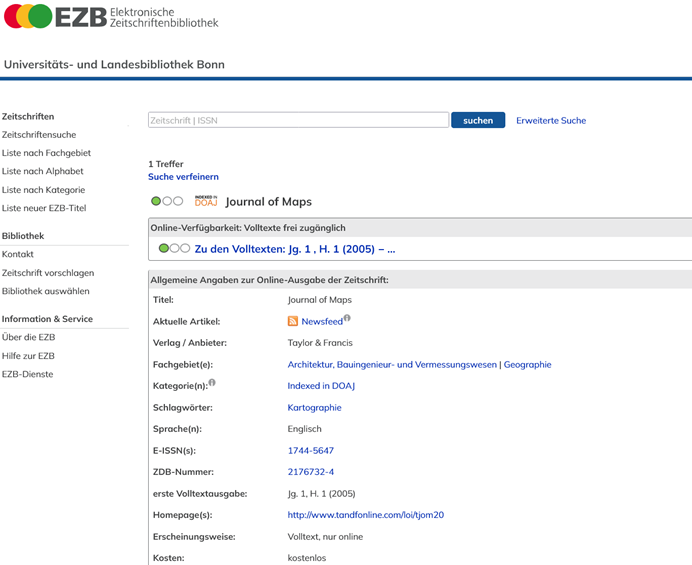 EZB Elektronische
Zeitschriftenbibliothek
Universitäts- und Landesbibliothek Bonn
Zeitschriften
Zeitschriftensuche
Liste nach Fachgebiet
Liste nach Alphabet
Liste nach Kategorie
Liste neuer EZB-Titel
Bibliothek
Kontakt
Zeitschrift vorschlagen
Bibliothek auswählen
Information & Service
Über die EZB
Hilfe zur EZB
EZB-Dienste
Zeitschrift | ISSN suchen Erweiterte Suche
1 Treffer
Suche verfeinern
INDEXED IN
DOAJ Journal of Maps
Online-Verfügbarkeit: Volltexte frei zugänglich
Zu den Volltexten: Jg. 1 , H. 1 (2005) – ...
Allgemeine Angaben zur Online-Ausgabe der Zeitschrift:
Titel: Journal of Maps
Aktuelle Artikel: Newsfeed
Verlag / Anbieter: Taylor & Francis
Fachgebiet(e): Architektur, Bauingenieur- und Vermessungswesen | Geographie
Kategorie(n): Indexed in DOAJ
Schlagwörter: Kartographie
Sprache(n): Englisch
E-ISSN(s): 1744-5647
ZDB-Nummer: 2176732-4
erste Volltextausgabe: Jg. 1, H. 1 (2005)
Homepage(s): http://www.tandfonline.com/loi/tjom20
Erscheinungsweise: Volltext, nur online
Kosten: kostenlos